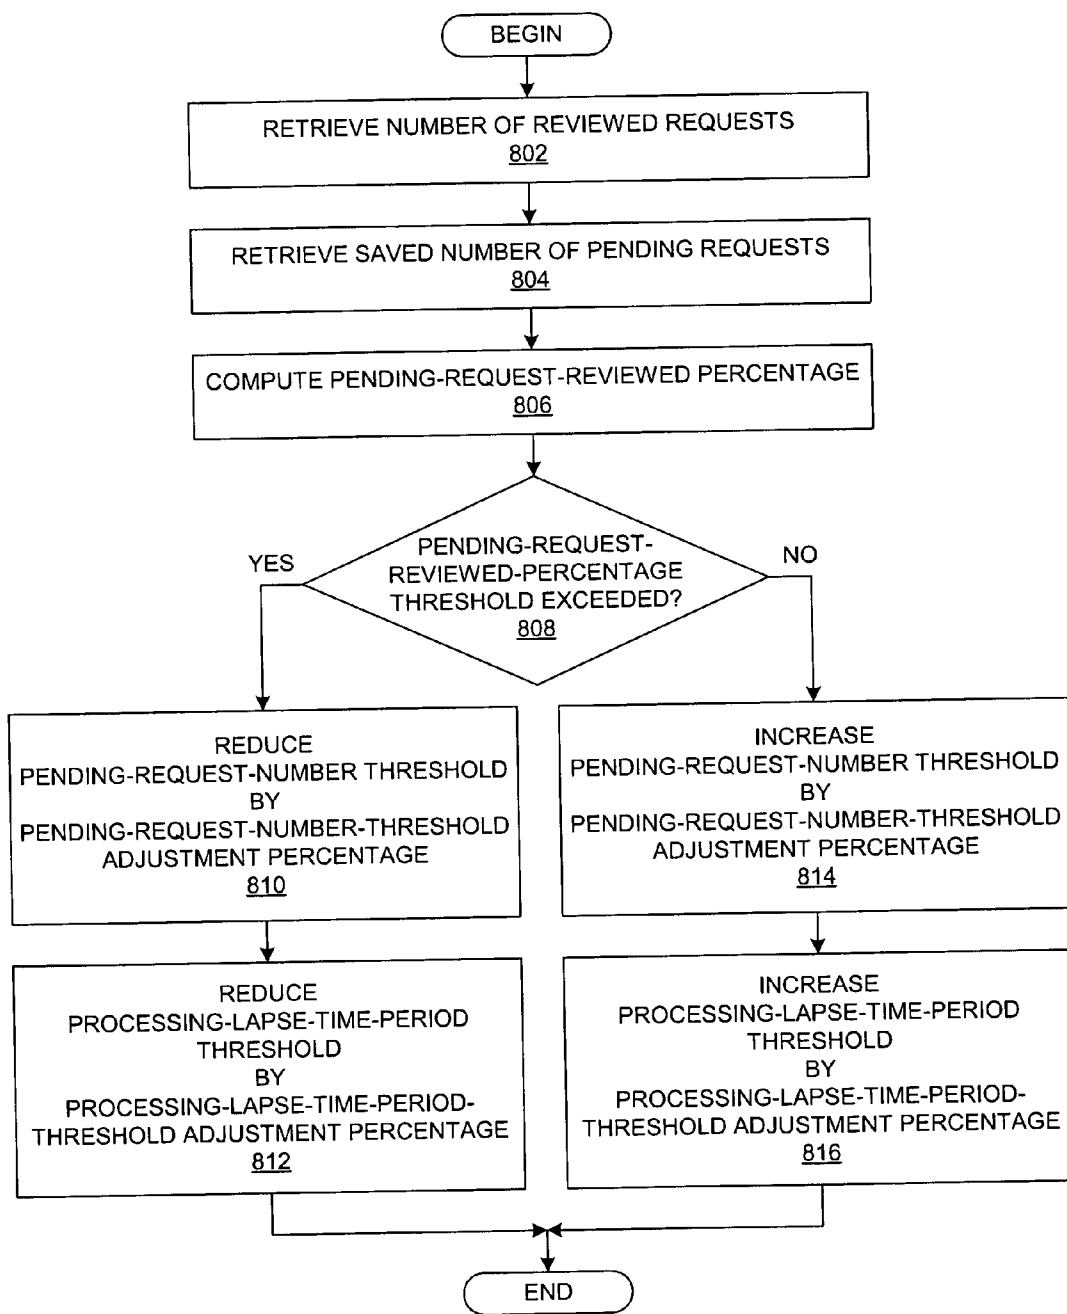 BEGIN
RETRIEVE NUMBER OF REVIEWED REQUESTS
802
RETRIEVE SAVED NUMBER OF PENDING REQUESTS
804
COMPUTE PENDING-REQUEST-REVIEWED PERCENTAGE
806
PENDING-REQUEST-
REVIEWED-PERCENTAGE
THRESHOLD EXCEEDED?
808
YES
NO
REDUCE
PENDING-REQUEST-NUMBER THRESHOLD
BY
PENDING-REQUEST-NUMBER-THRESHOLD
ADJUSTMENT PERCENTAGE
810
INCREASE
PENDING-REQUEST-NUMBER THRESHOLD
BY
PENDING-REQUEST-NUMBER-THRESHOLD
ADJUSTMENT PERCENTAGE
814
REDUCE
PROCESSING-LAPSE-TIME-PERIOD
THRESHOLD
BY
PROCESSING-LAPSE-TIME-PERIOD-
THRESHOLD ADJUSTMENT PERCENTAGE
812
INCREASE
PROCESSING-LAPSE-TIME-PERIOD
THRESHOLD
BY
PROCESSING-LAPSE-TIME-PERIOD-
THRESHOLD ADJUSTMENT PERCENTAGE
816
END